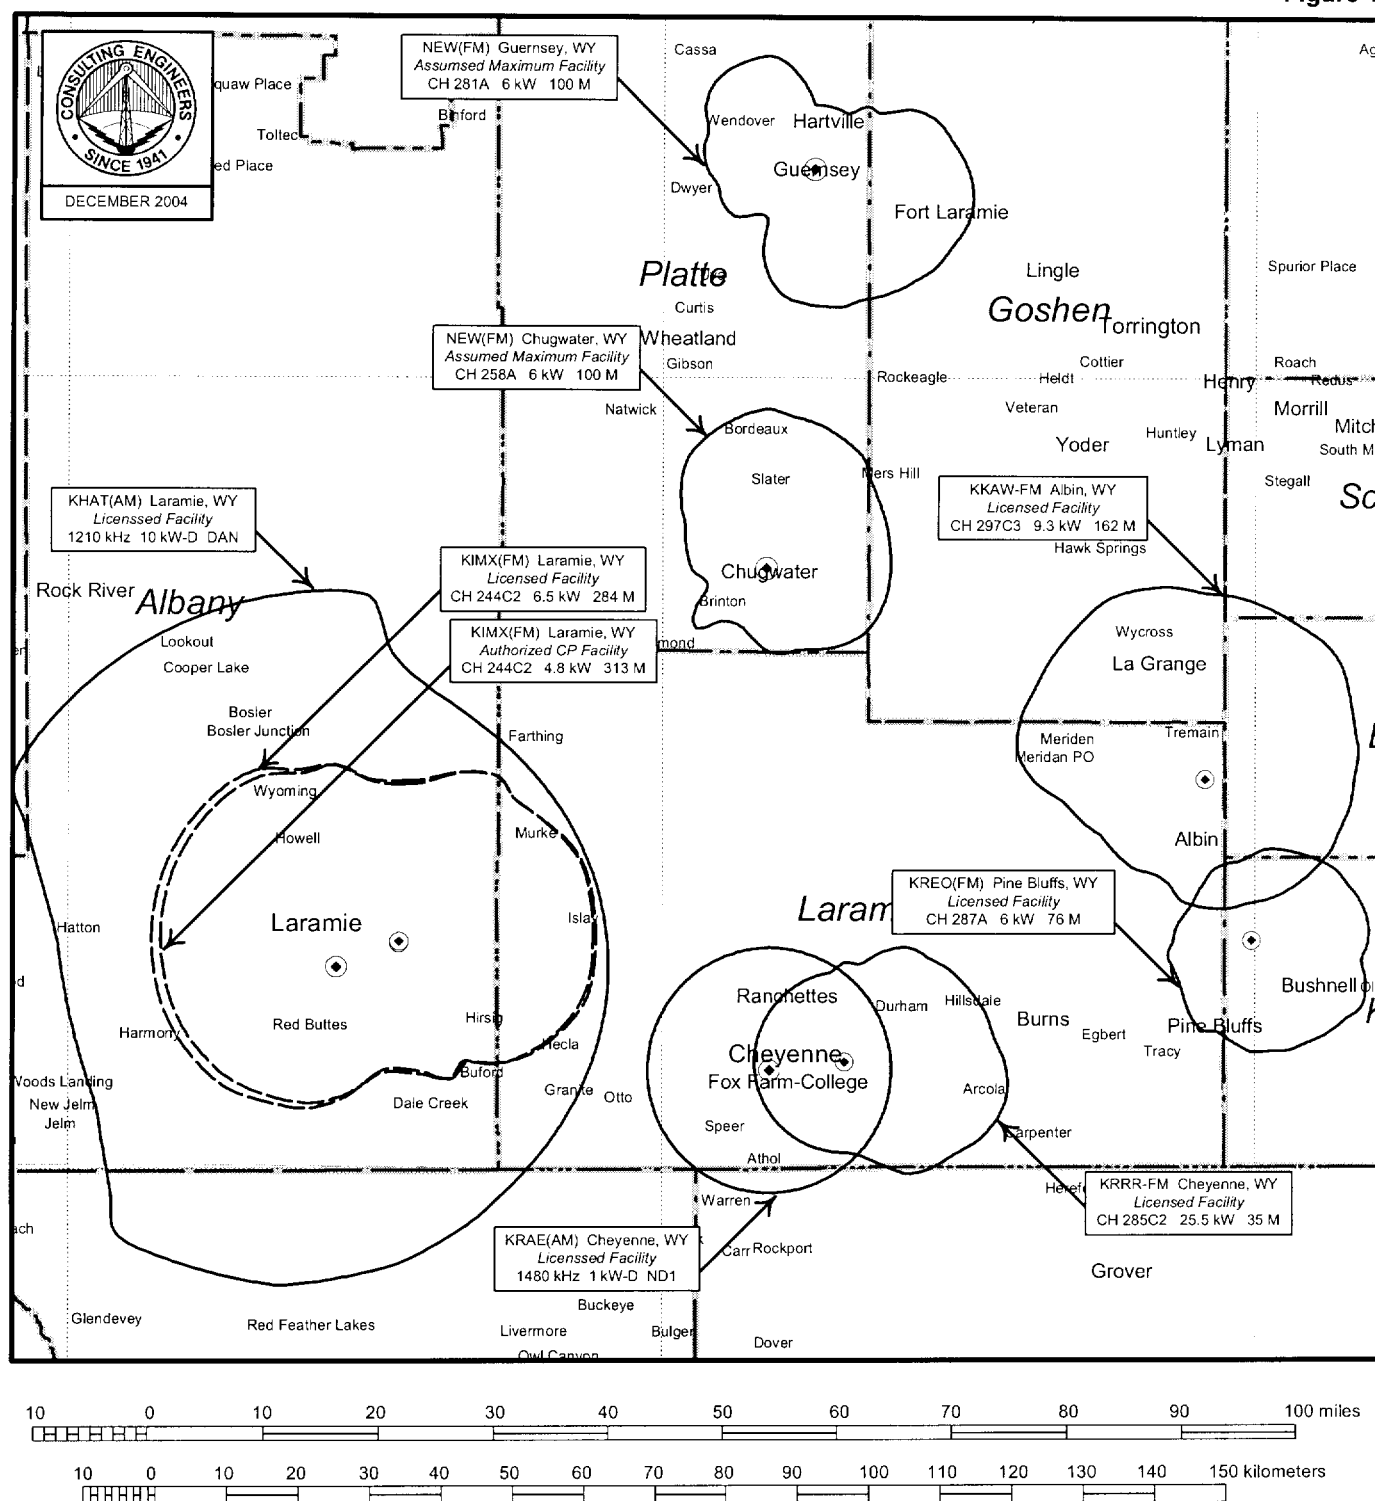 Figure
CONSULTING ENGINEERS
SINCE 1941
DECEMBER 2004
quaw Place
Toltec
ed Place
Binford
NEW(FM) Guernsey, WY
Assumsed Maximum Facility
CH 281A 6 kW 100 M
Cassa
Wendover
Hartville
Guernsey
Dwyer
Fort Laramie
Ag
Platte
Lingle
Spurior Place
Curtis
Goshen
Torrington
NEW(FM) Chugwater, WY
Assumed Maximum Facility
CH 258A 6 kW 100 M
Wheatland
Gibson
Cottier
Roach
Rockeagle
Heldt
Henry
Redus
Natwick
Veteran
Morrill
Bordeaux
Huntley
Mitch
Yoder
Lyman
South M
Slater
Mers Hill
Stegall
Sc
KHAT(AM) Laramie, WY
Licenssed Facility
1210 kHz 10 kW-D DAN
KKAW-FM Albin, WY
Licensed Facility
CH 297C3 9.3 kW 162 M
Hawk Springs
KIMX(FM) Laramie, WY
Licensed Facility
CH 244C2 6.5 kW 284 M
Chugwater
Rock River
Albany
Brinton
KIMX(FM) Laramie, WY
Authorized CP Facility
CH 244C2 4.8 kW 313 M
mond
Wycross
La Grange
Lookout
Cooper Lake
Bosler
Bosler Junction
Farthing
Meriden
Tremain
Meridan PO
Wyoming
Howell
Murke
Albin
KREO(FM) Pine Bluffs, WY
Licensed Facility
CH 287A 6 kW 76 M
Laram
Laramie
Hatton
Islay
Bushnell
Ranchettes
Durham
Hillsdale
Burns
Egbert
Pine Bluffs
Tracy
Red Buttes
Hirsig
Harmony
Hecla
Cheyenne
Fox Farm-College
Buford
Woods Landing
New Jelm
Jelm
Dale Creek
Granite
Otto
Arcola
Speer
Carpenter
Athol
Warren
Heref
KRRR-FM Cheyenne, WY
Licensed Facility
CH 285C2 25.5 kW 35 M
ach
KRAE(AM) Cheyenne, WY
Licenssed Facility
1480 kHz 1 kW-D ND1
Carr
Rockport
Grover
Buckeye
Glendevey
Red Feather Lakes
Livermore
Bulger
Dover
Owl Canyon
10 0 10 20 30 40 50 60 70 80 90 100 miles
10 0 10 20 30 40 50 60 70 80 90 100 110 120 130 140 150 kilometers